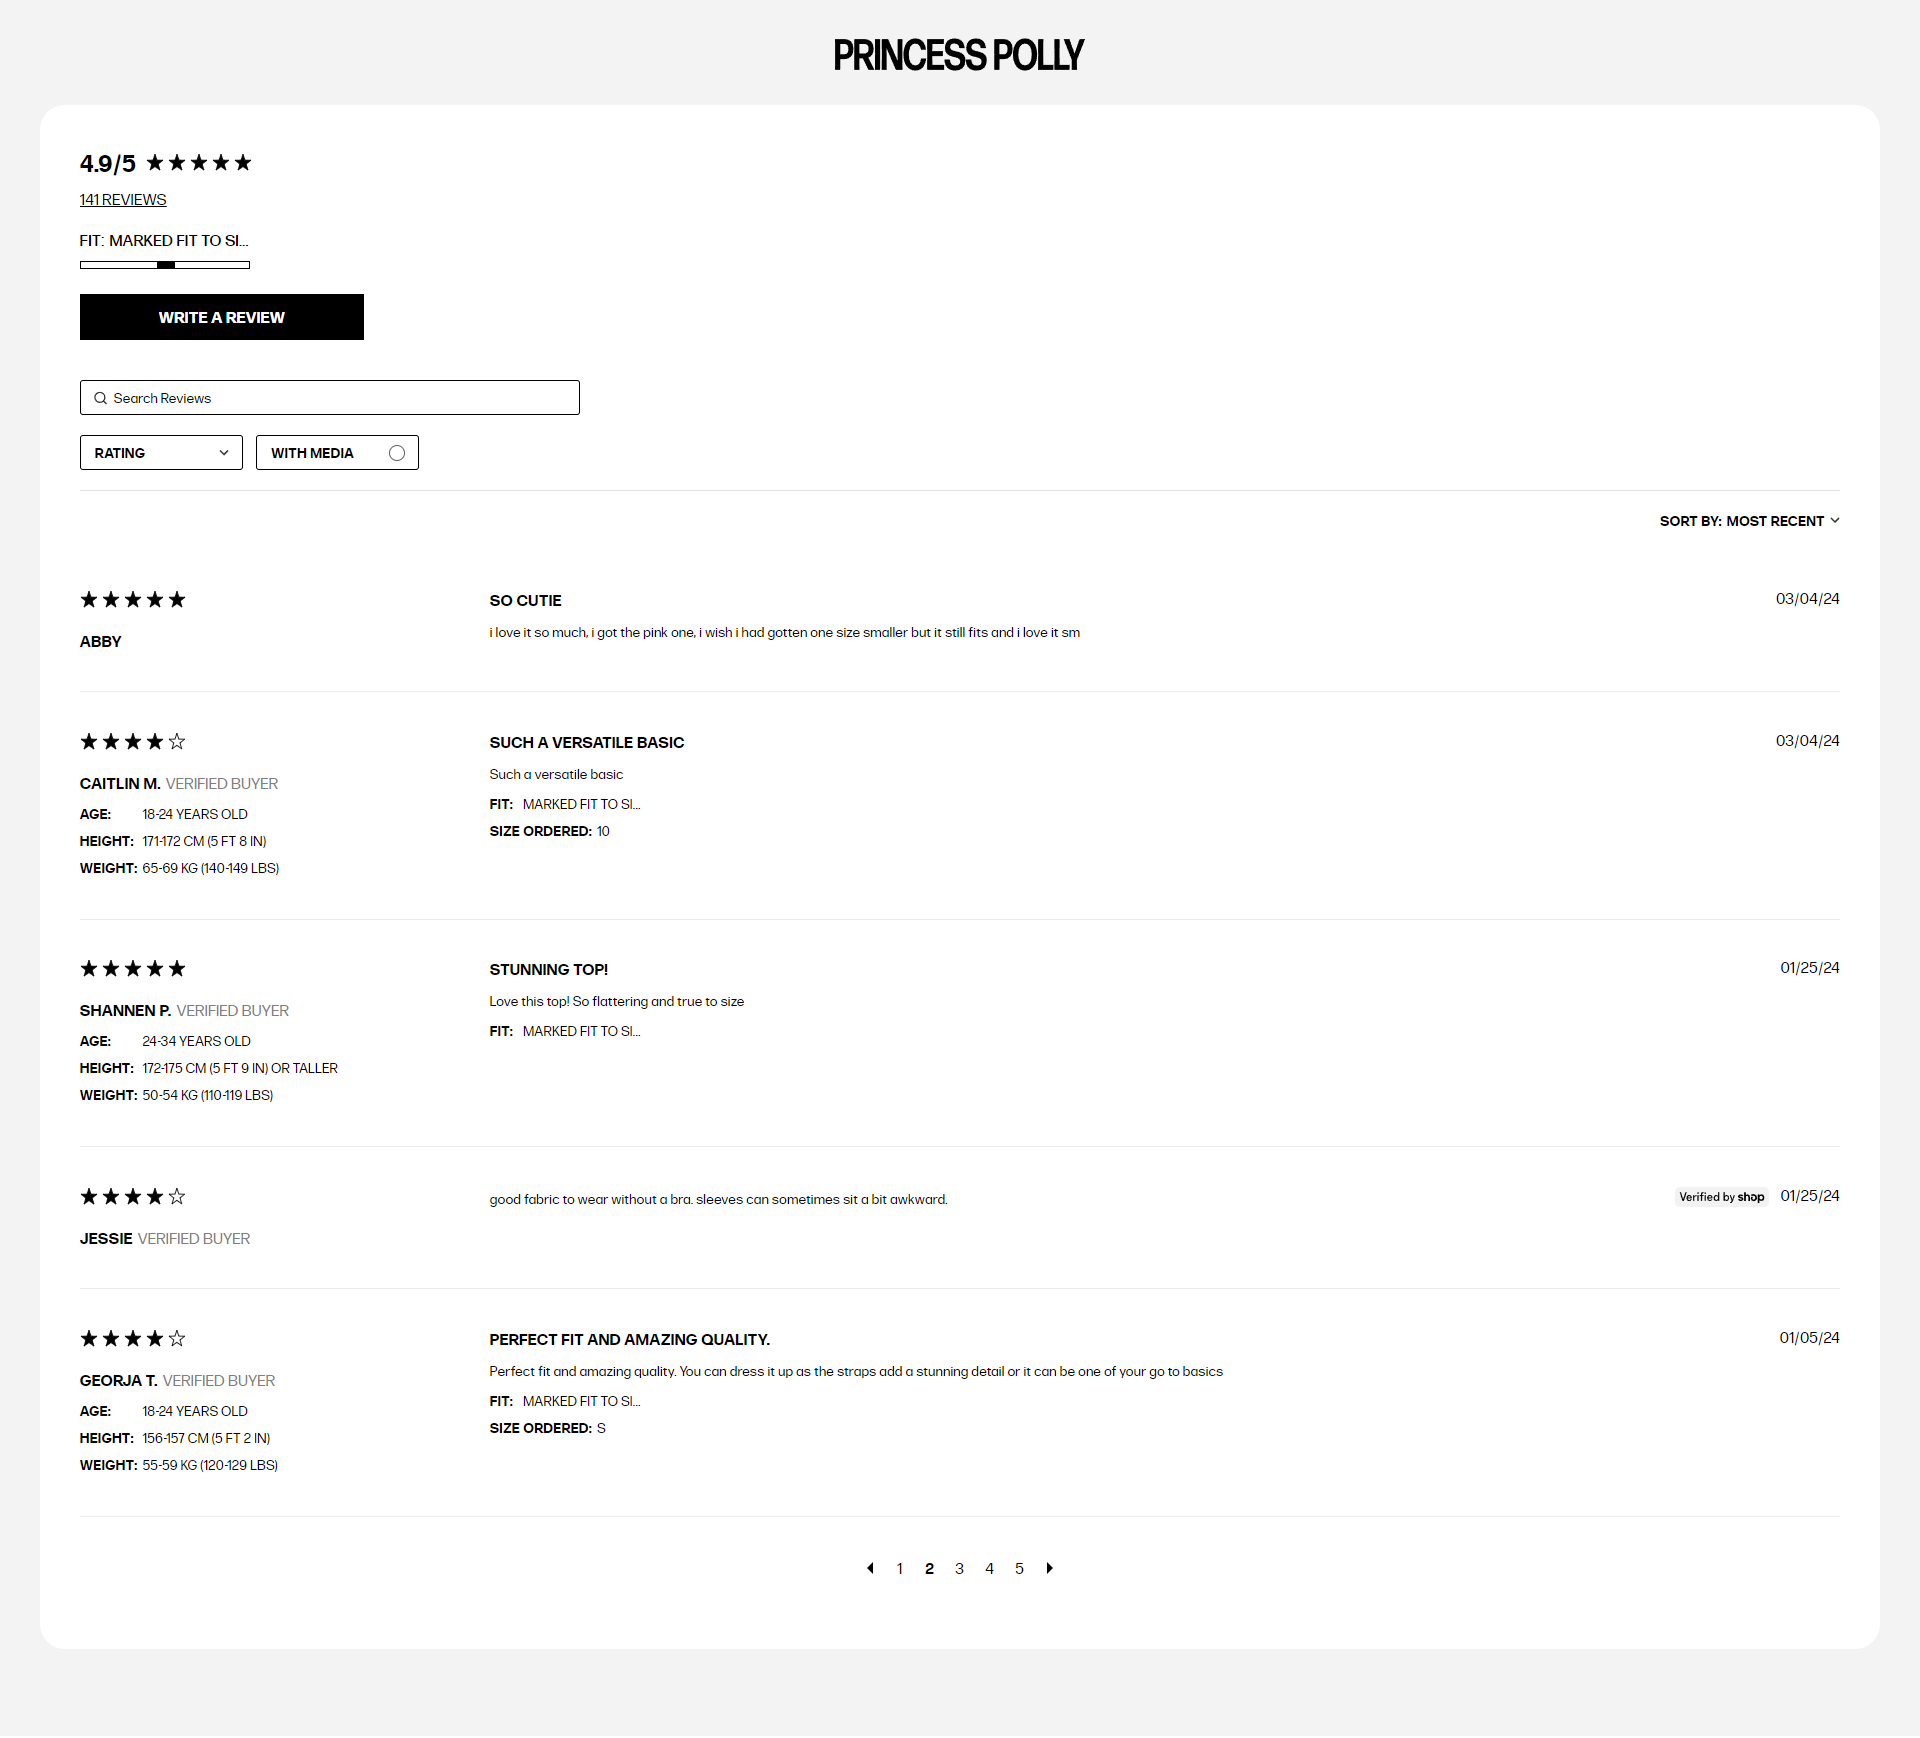 PRINCESS POLLY
4.9/5
141 REVIEWS
FIT: MARKED FIT TO SI...
WRITE A REVIEW
Search Reviews
RATING
WITH MEDIA
SORT BY: MOST RECENT
SO CUTIE
03/04/24
i love it so much, i got the pink one, i wish i had gotten one size smaller but it still fits and i love it sm
ABBY
SUCH A VERSATILE BASIC
03/04/24
Such a versatile basic
CAITLIN M. VERIFIED BUYER
FIT: MARKED FIT TO SI...
AGE: 18-24 YEARS OLD
SIZE ORDERED: 10
HEIGHT: 171-172 CM (5 FT 8 IN)
WEIGHT: 65-69 KG (140-149 LBS)
STUNNING TOP!
01/25/24
Love this top! So flattering and true to size
SHANNEN P. VERIFIED BUYER
FIT: MARKED FIT TO SI...
AGE: 24-34 YEARS OLD
HEIGHT: 172-175 CM (5 FT 9 IN) OR TALLER
WEIGHT: 50-54 KG (110-119 LBS)
good fabric to wear without a bra. sleeves can sometimes sit a bit awkward.
Verified by shop 01/25/24
JESSIE VERIFIED BUYER
PERFECT FIT AND AMAZING QUALITY.
01/05/24
Perfect fit and amazing quality. You can dress it up as the straps add a stunning detail or it can be one of your go to basics
GEORJA T. VERIFIED BUYER
FIT: MARKED FIT TO SI...
AGE: 18-24 YEARS OLD
SIZE ORDERED: S
HEIGHT: 156-157 CM (5 FT 2 IN)
WEIGHT: 55-59 KG (120-129 LBS)
1 2 3 4 5